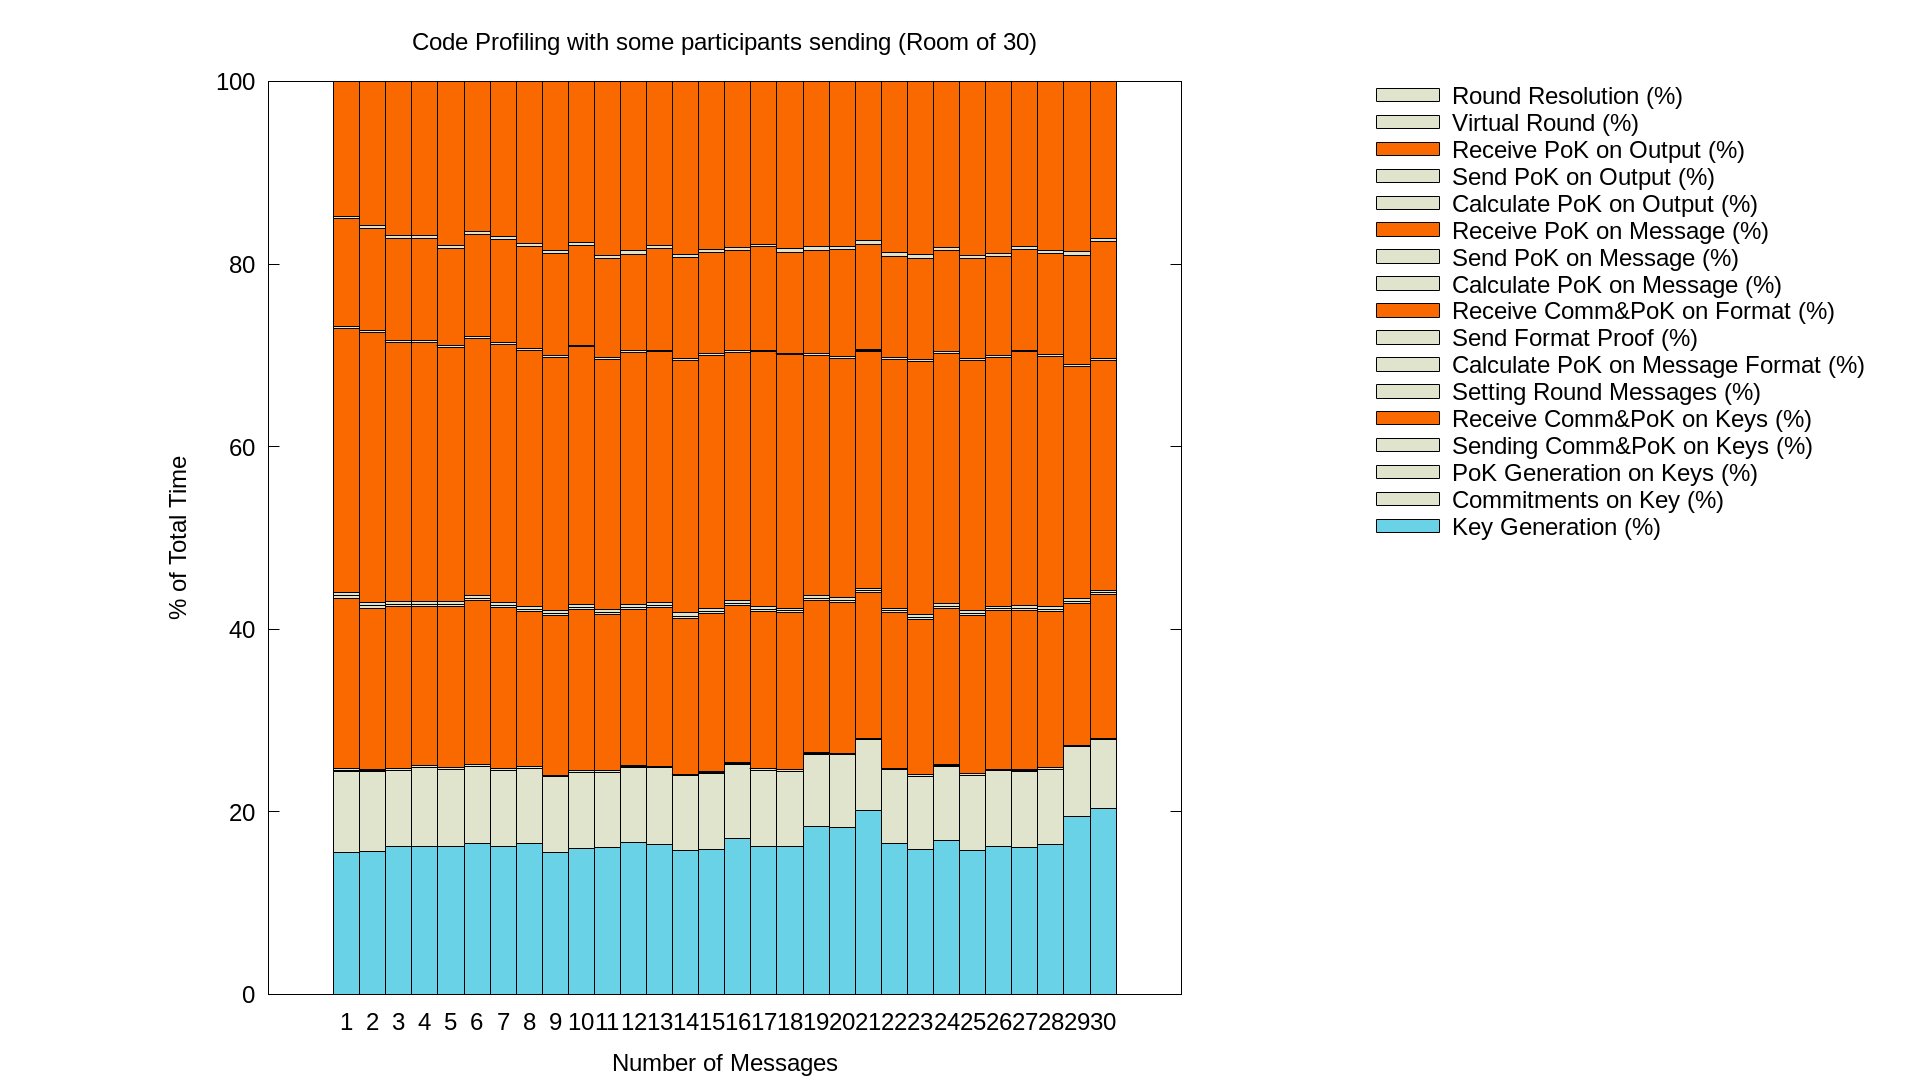 Code Profiling with some participants sending (Room of 30)
100
80
60
40
20
0
% of Total Time
1 2 3 4 5 6 7 8 9 10 11 12 13 14 15 16 17 18 19 20 21 22 23 24 25 26 27 28 29 30
Number of Messages
Round Resolution (%)
Virtual Round (%)
Receive PoK on Output (%)
Send PoK on Output (%)
Calculate PoK on Output (%)
Receive PoK on Message (%)
Send PoK on Message (%)
Calculate PoK on Message (%)
Receive Comm&PoK on Format (%)
Send Format Proof (%)
Calculate PoK on Message Format (%)
Setting Round Messages (%)
Receive Comm&PoK on Keys (%)
Sending Comm&PoK on Keys (%)
PoK Generation on Keys (%)
Commitments on Key (%)
Key Generation (%)